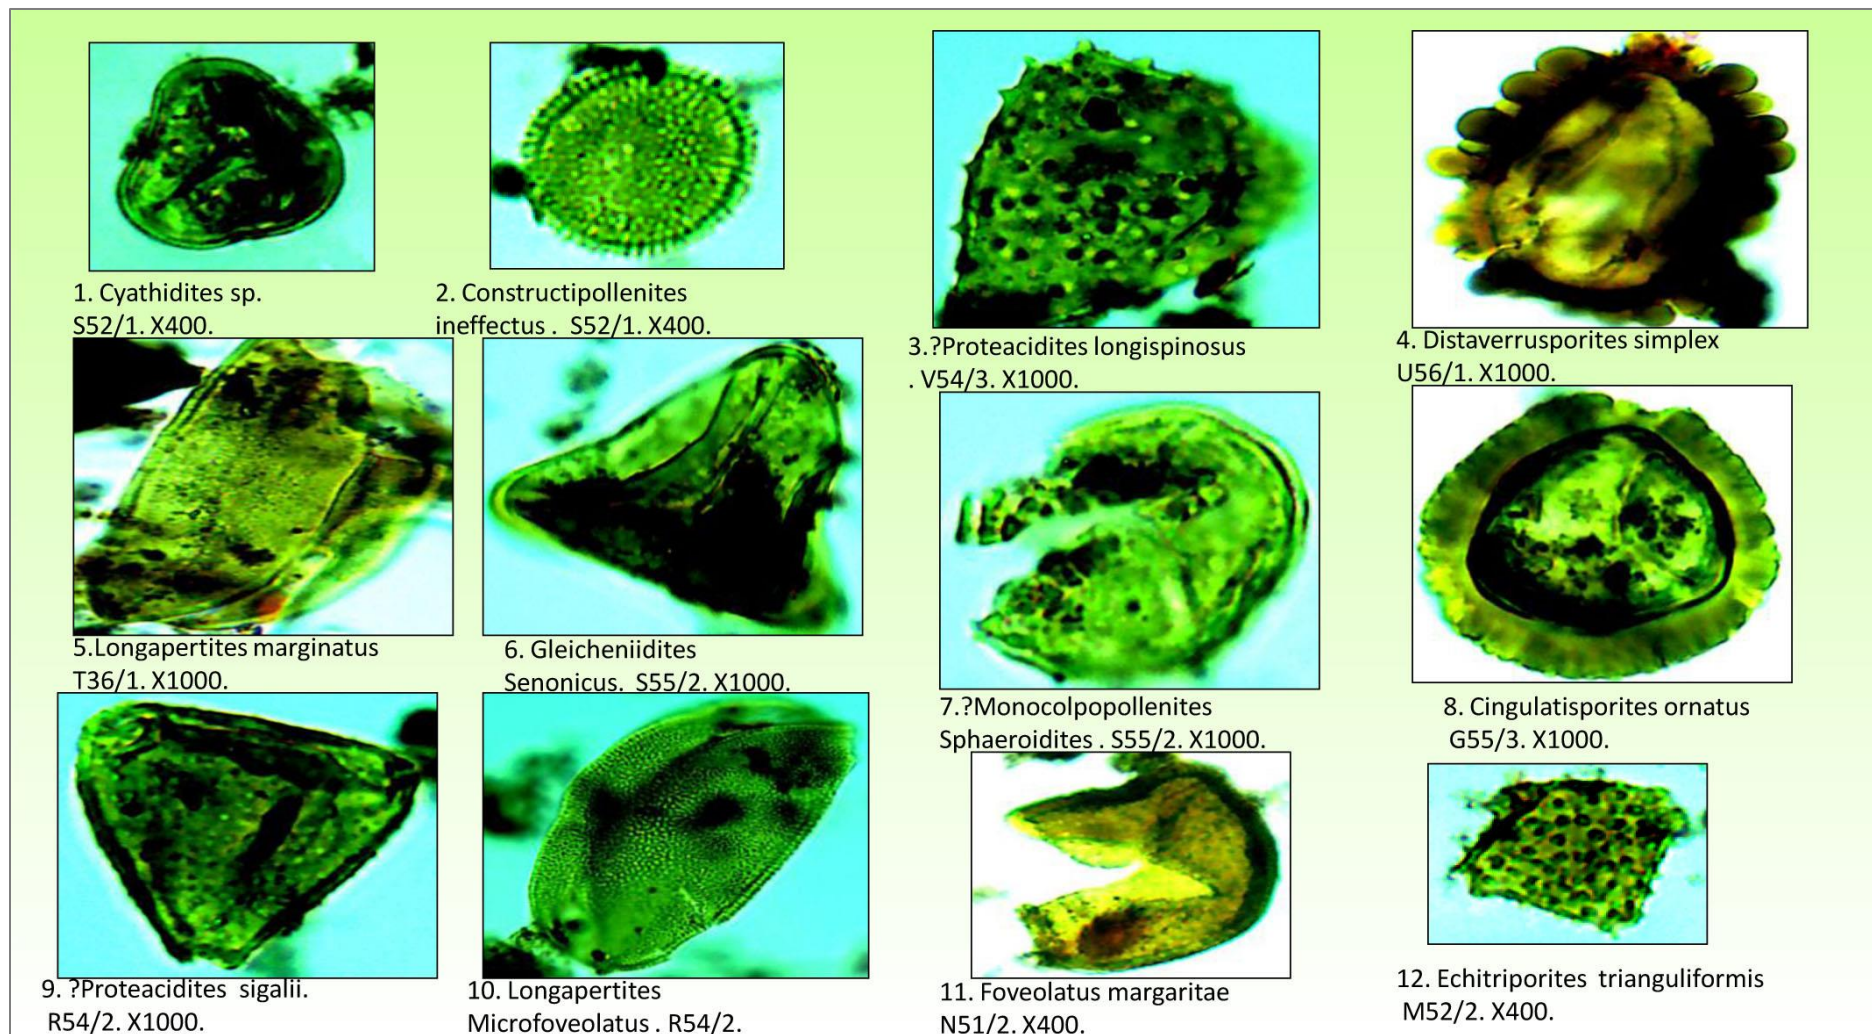 1. Cyathidites sp.
S52/1. X400.
2. Constructipollenites
ineffectus . S52/1. X400.
3.?Proteacidites longispinosus
. V54/3. X1000.
4. Distaverrusporites simplex
U56/1. X1000.
5.Longapertites marginatus
T36/1. X1000.
6. Gleicheniidites
Senonicus. S55/2. X1000.
7.?Monocolpopollenites
Sphaeroidites . S55/2. X1000.
8. Cingulatisporites ornatus
G55/3. X1000.
9. ?Proteacidites sigalii.
R54/2. X1000.
10. Longapertites
Microfoveolatus . R54/2.
11. Foveolatus margaritae
N51/2. X400.
12. Echitriporites trianguliformis
M52/2. X400.